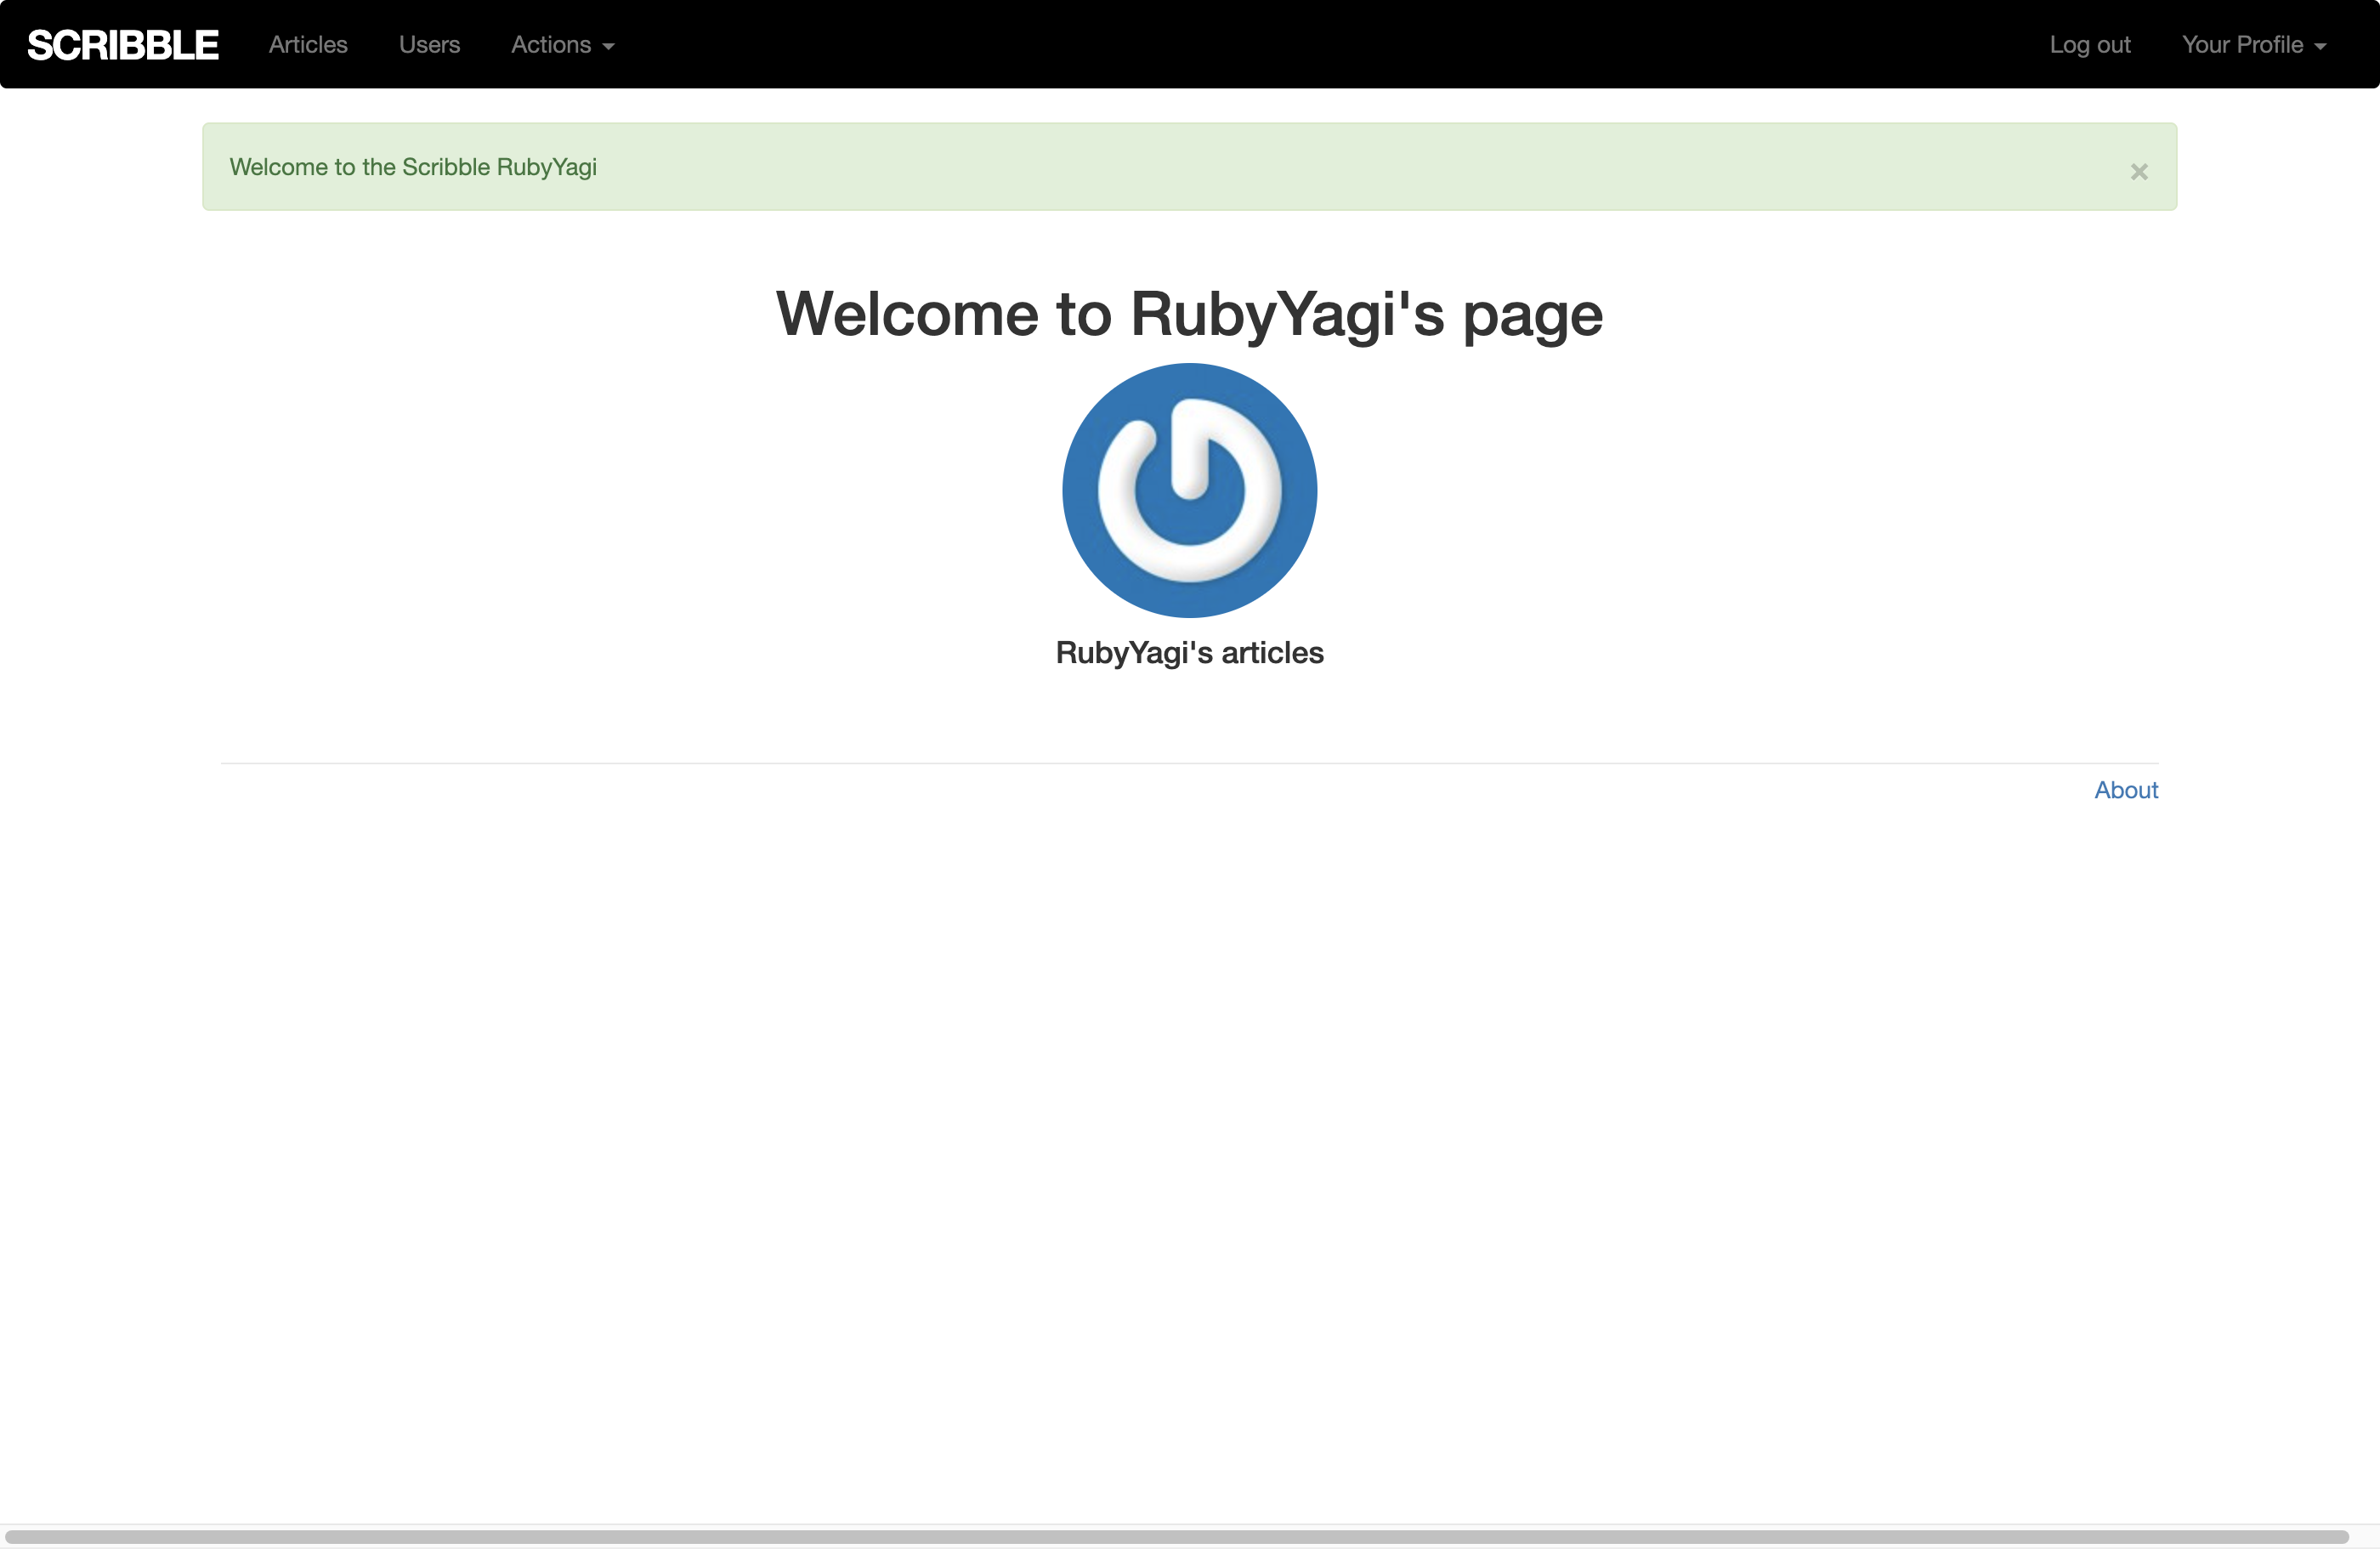 SCRIBBLE Articles Users Actions Log out Your Profile
Welcome to the Scribble RubyYagi ×
Welcome to RubyYagi's page
RubyYagi's articles
About